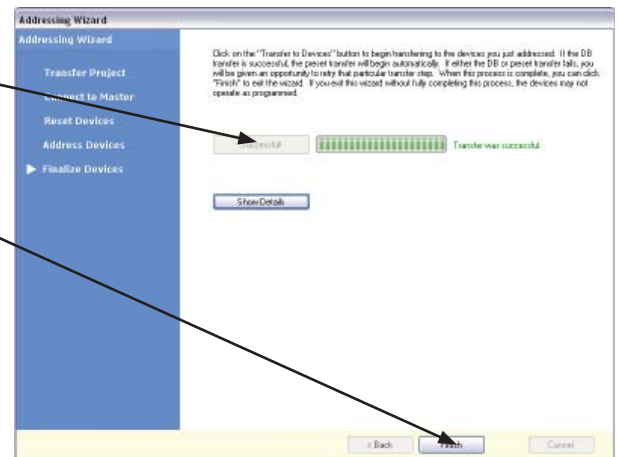 Addressing Wizard
Addressing Wizard
Transfer Project
Connect to Master
Reset Devices
Address Devices
Finalize Devices
Click on the "Transfer to Devices" button to begin transferring to the devices you just addressed. If the DB
transfer is successful, the preset transfer will begin automatically. If either the DB or preset transfer fails, you
will be given an opportunity to retry that particular transfer step. When this process is complete, you can click
"Finish" to exit the wizard. If you exit this wizard without fully completing this process, the devices may not
operate as programmed.
Successful! Transfer was successful.
Show Details
< Back Finish Cancel